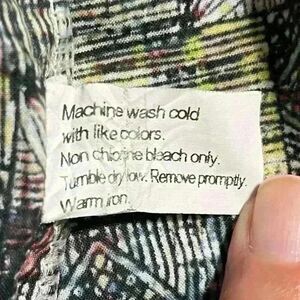 Machine wash cold
with like colors.
Non chlorine bleach only.
Tumble dry low. Remove promptly.
Warm iron.